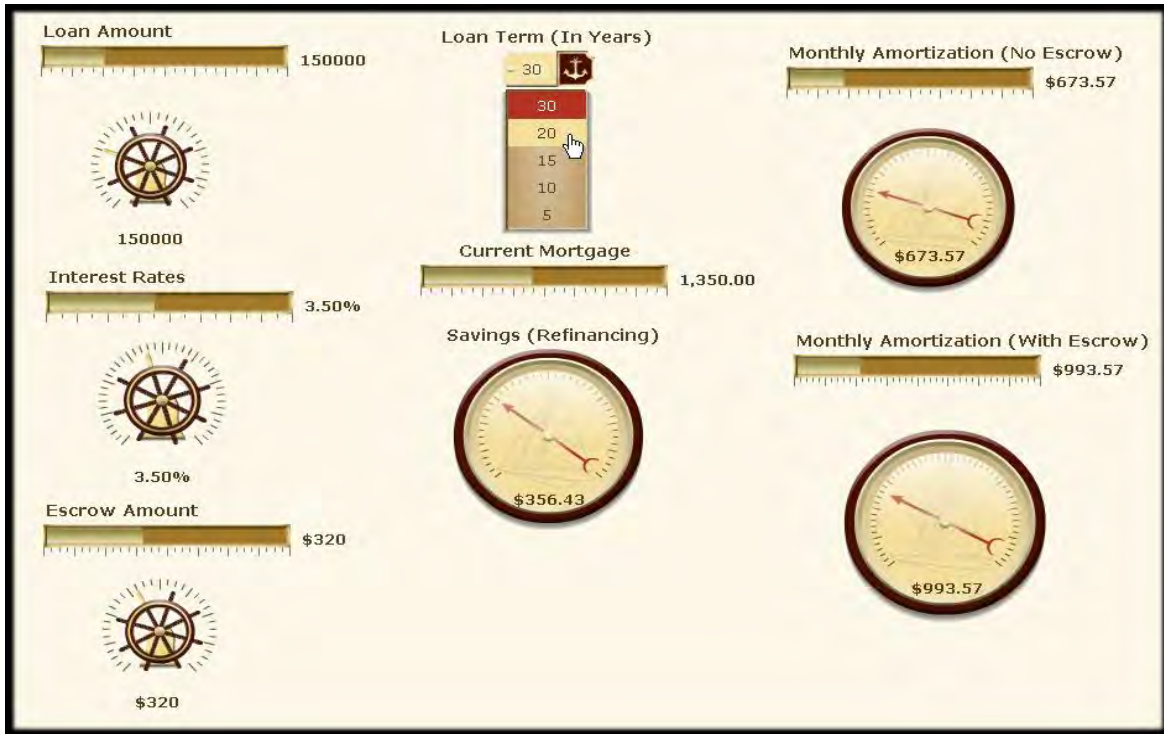 Loan Amount
150000
150000
Interest Rates
3.50%
3.50%
Escrow Amount
$320
$320
Loan Term (In Years)
- 30
30
20
15
10
5
Current Mortgage
1,350.00
Savings (Refinancing)
$356.43
Monthly Amortization (No Escrow)
$673.57
$673.57
Monthly Amortization (With Escrow)
$993.57
$993.57